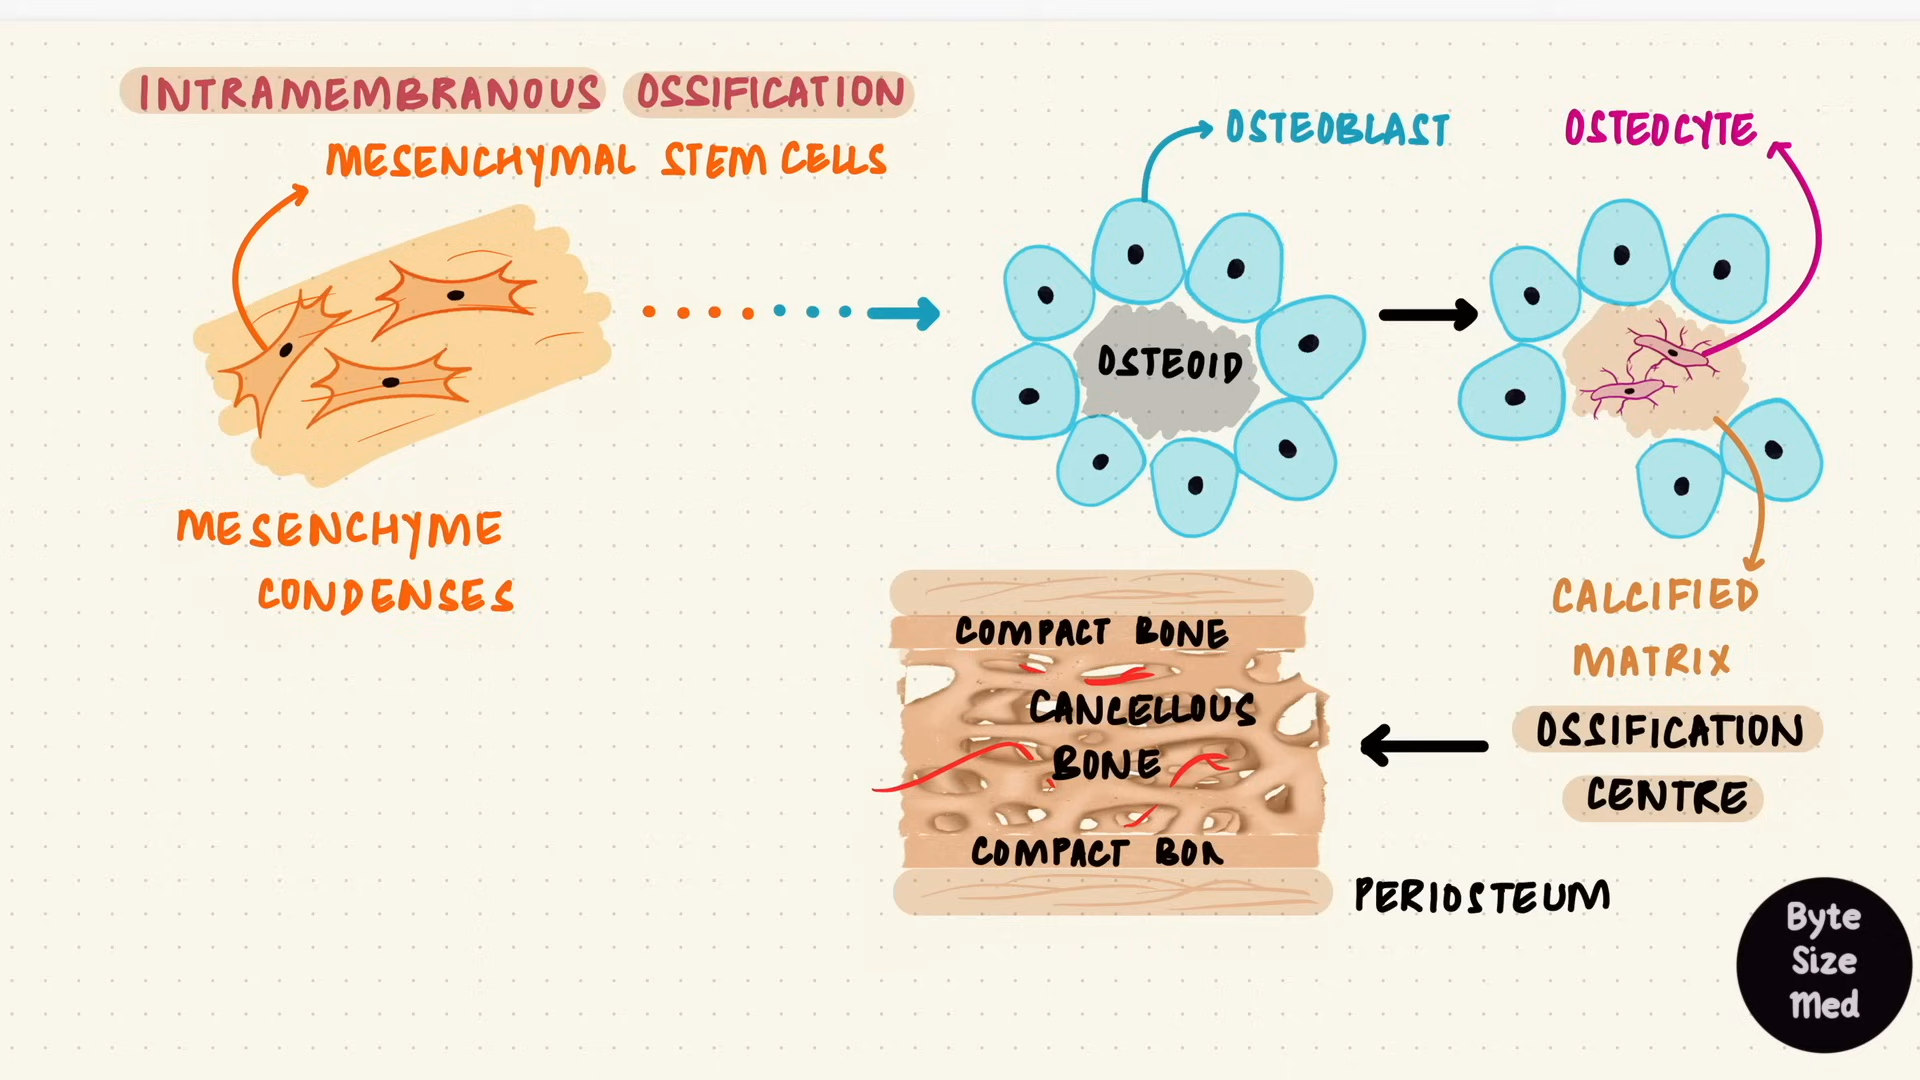 INTRAMEMBRANOUS OSSIFICATION
MESENCHYMAL STEM CELLS
MESENCHYME
CONDENSES
OSTEOBLAST
OSTEOID
OSTEOCYTE
CALCIFIED
MATRIX
OSSIFICATION
CENTRE
COMPACT BONE
CANCELLOUS
BONE
COMPACT BON
PERIOSTEUM
Byte
Size
Med